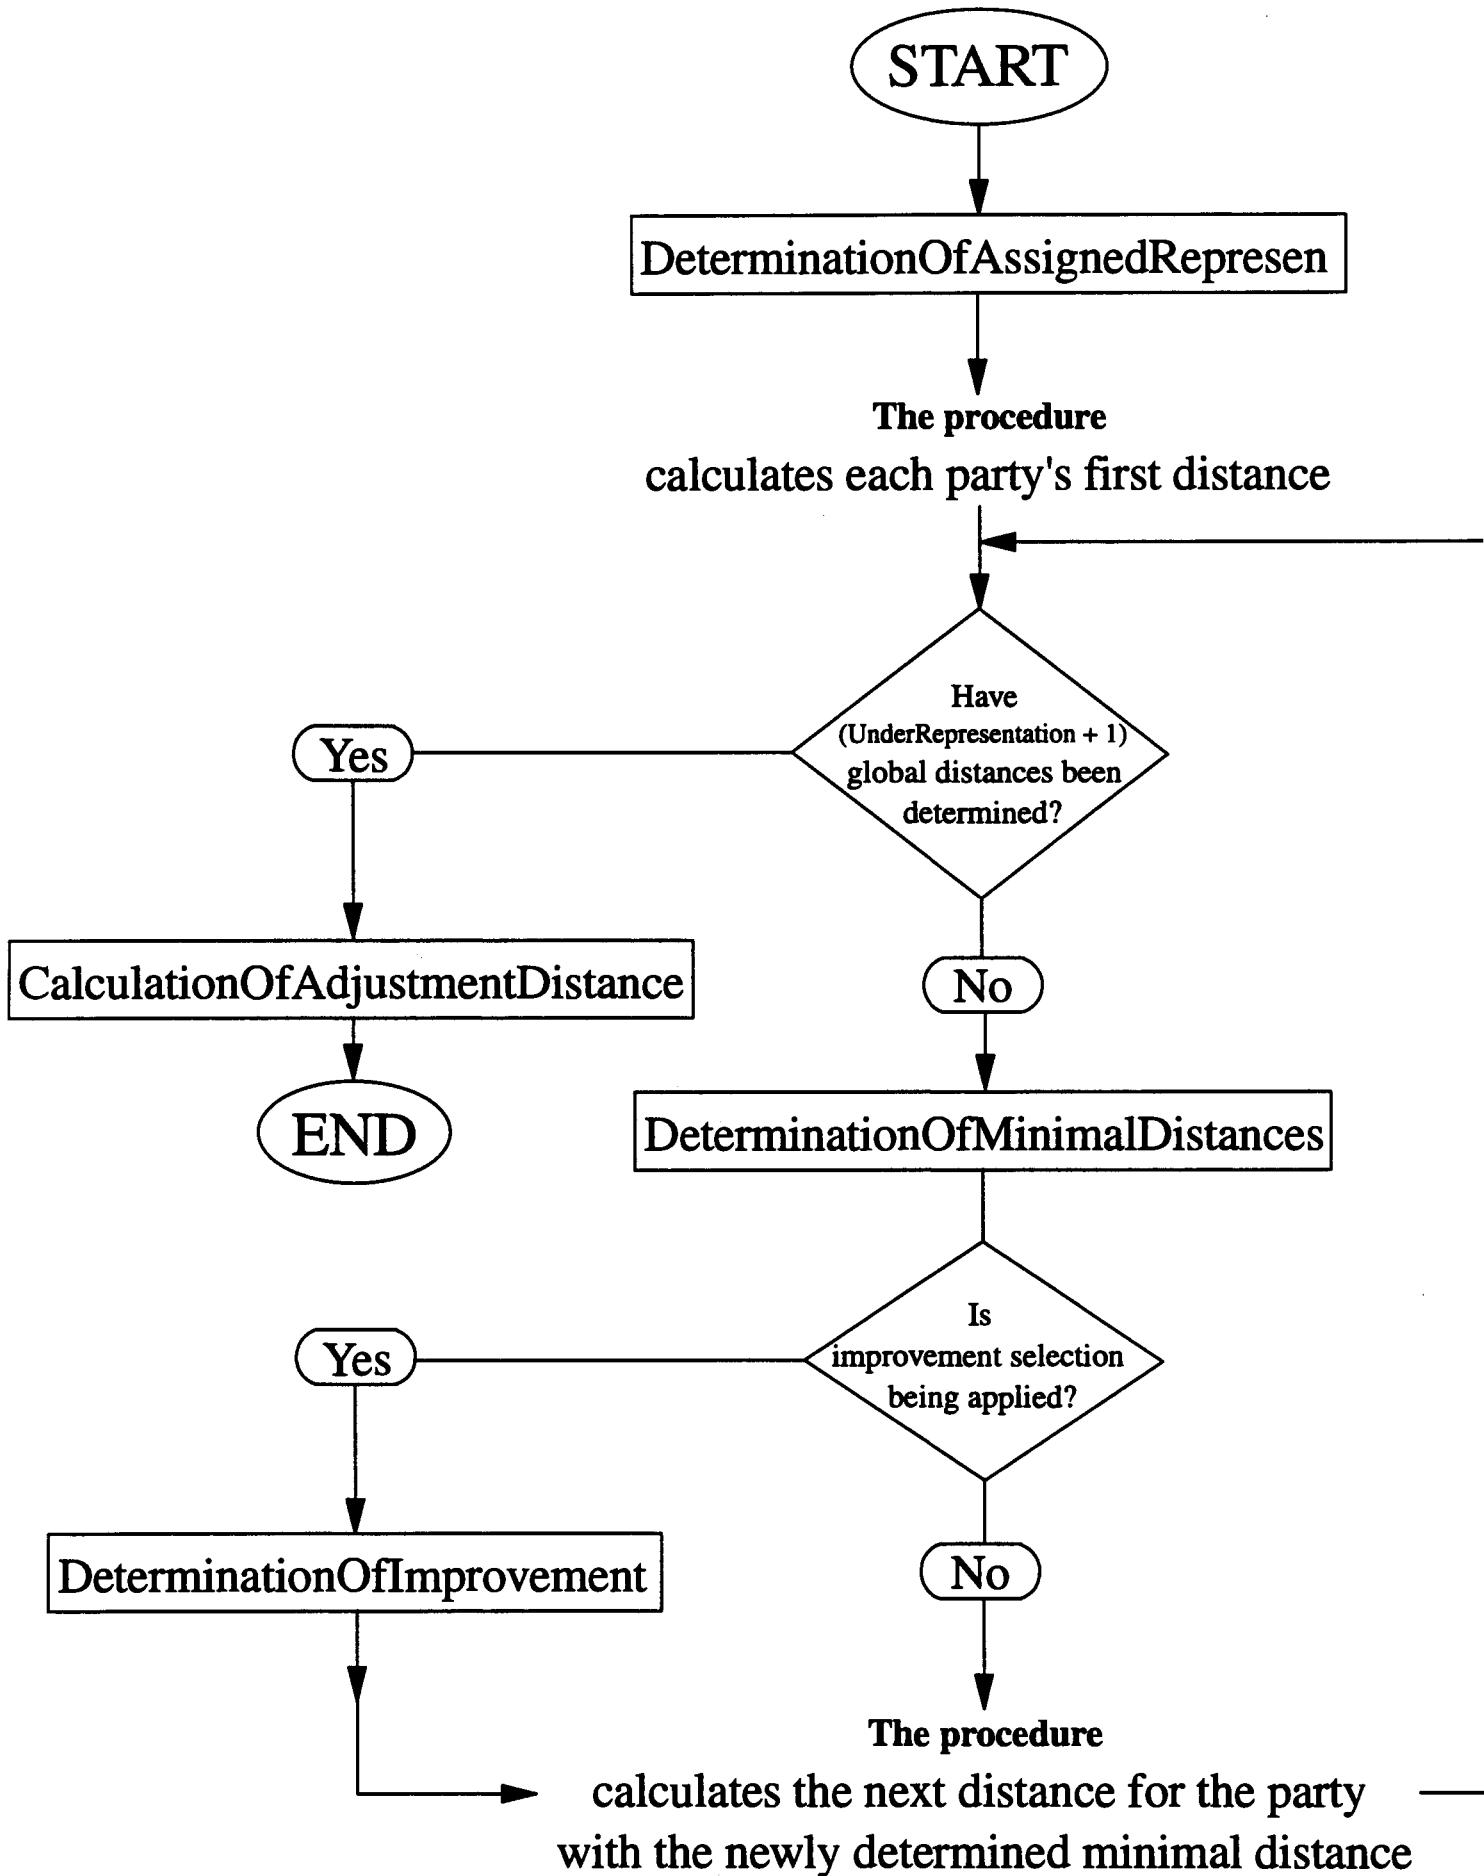 START
DeterminationOfAssignedRepresen
The procedure
calculates each party's first distance
Have
(UnderRepresentation + 1)
global distances been
determined?
Yes
No
CalculationOfAdjustmentDistance
END
DeterminationOfMinimalDistances
Is
improvement selection
being applied?
Yes
No
DeterminationOfImprovement
The procedure
calculates the next distance for the party
with the newly determined minimal distance